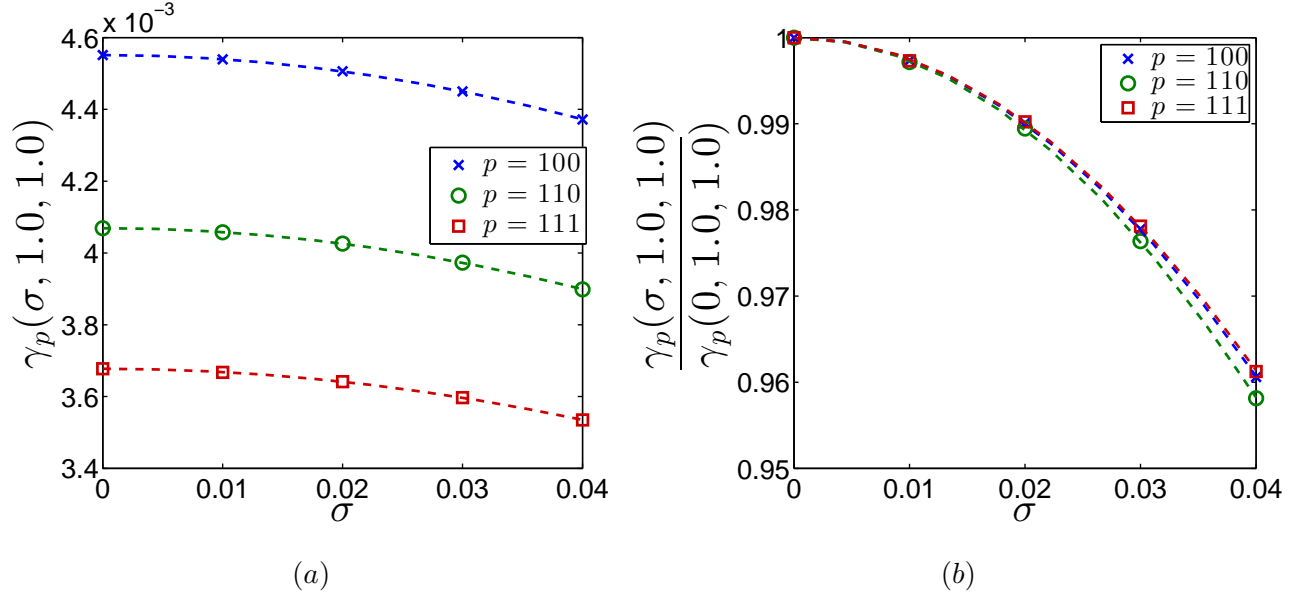 x 10⁻³
4.6
4.4
4.2
4
3.8
3.6
3.4
0 0.01 0.02 0.03 0.04
σ
γₚ(σ, 1.0, 1.0)
p = 100
p = 110
p = 111
(a)
1
0.99
0.98
0.97
0.96
0.95
0 0.01 0.02 0.03 0.04
σ
γₚ(σ, 1.0, 1.0)
γₚ(0, 1.0, 1.0)
p = 100
p = 110
p = 111
(b)